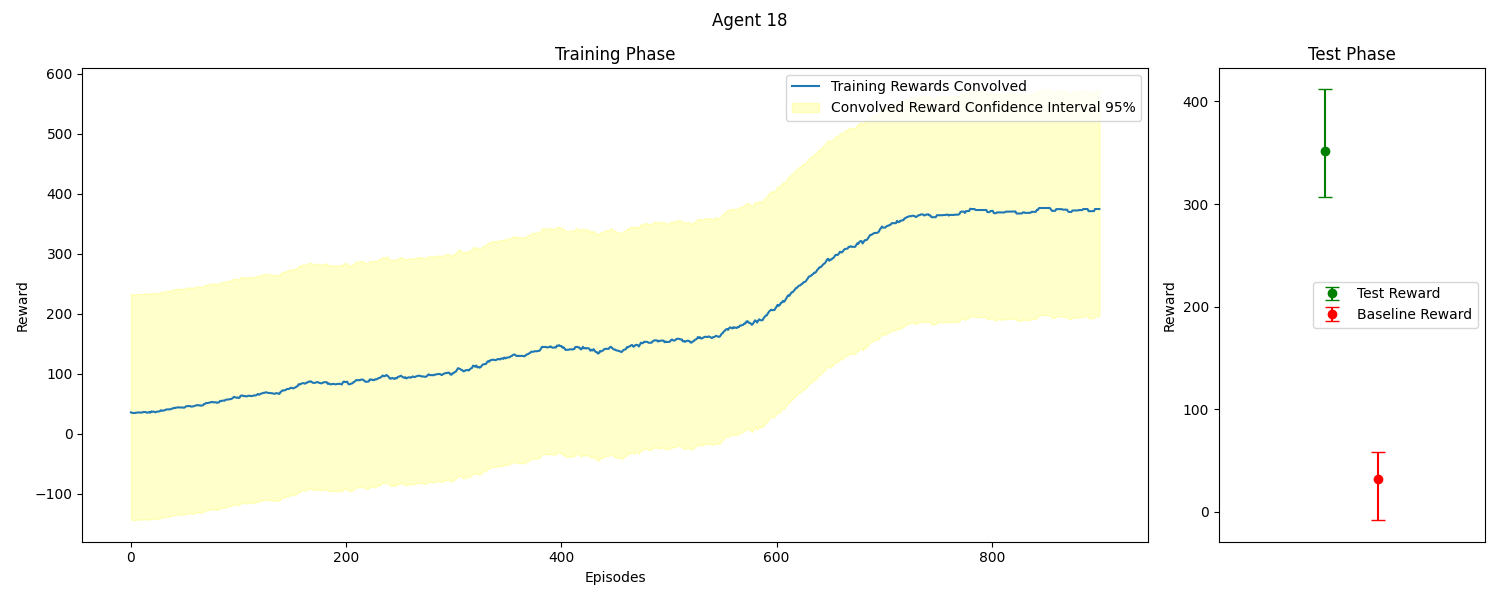 Agent 18
Training Phase
Test Phase
Reward
600
500
400
300
200
100
0
−100
Training Rewards Convolved
Convolved Reward Confidence Interval 95%
0
200
400
600
800
Episodes
Reward
400
300
200
100
0
Test Reward
Baseline Reward